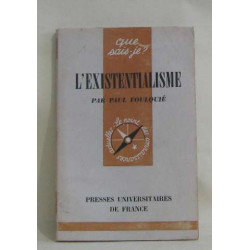 que
sais-je?
L'EXISTENTIALISME
PAR PAUL FOULQUIÉ
PRESSES UNIVERSITAIRES
DE FRANCE